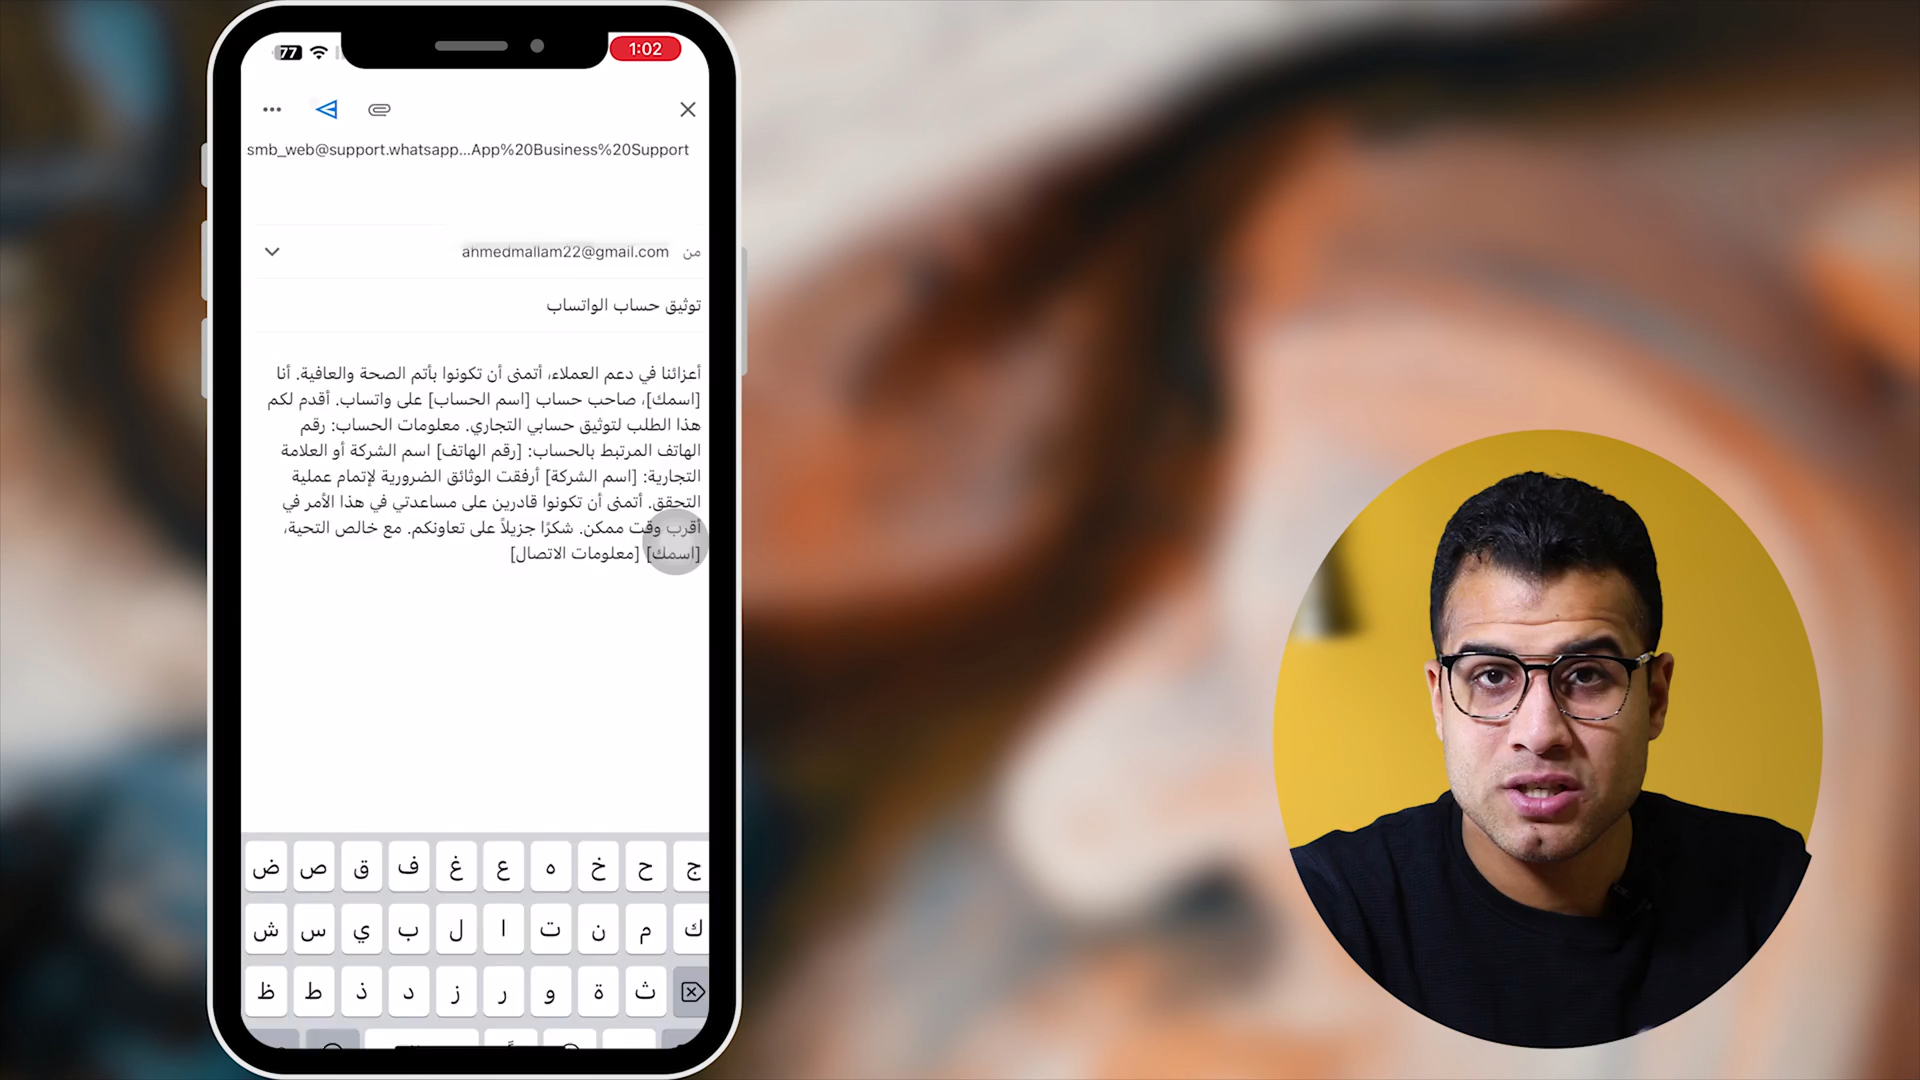 77
1:02
smb_web@support.whatsapp...App%20Business%20Support
من ahmedmallam22@gmail.com
توثيق حساب الواتساب
أعزائنا في دعم العملاء، أتمنى أن تكونوا بأتم الصحة والعافية. أنا
[اسمك]، صاحب حساب [اسم الحساب] على واتساب. أقدم لكم
هذا الطلب لتوثيق حسابي التجاري. معلومات الحساب: رقم
الهاتف المرتبط بالحساب: [رقم الهاتف] اسم الشركة أو العلامة
التجارية: [اسم الشركة] أرفقت الوثائق الضرورية لإتمام عملية
التحقق. أتمنى أن تكونوا قادرين على مساعدتي في هذا الأمر في
أقرب وقت ممكن. شكرًا جزيلاً على تعاونكم. مع خالص التحية،
[اسمك] [معلومات الاتصال]
ض ص ق ف غ ع ه خ ح ج
ش س ي ب ل ا ت ن م ك
ظ ط ذ د ز ر و ة ث